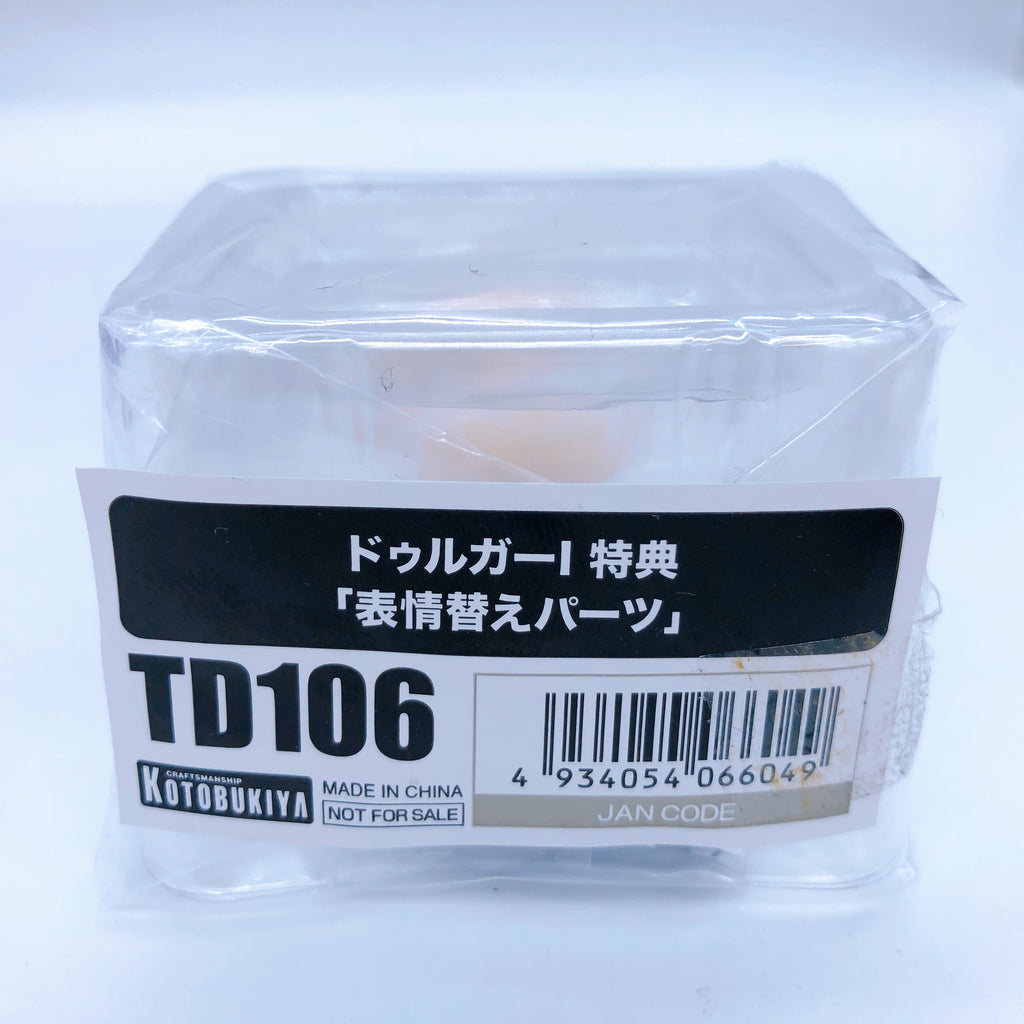 ドゥルガーI 特典
「表情替えパーツ」
TD106
CRAFTSMANSHIP
KOTOBUKIYA
MADE IN CHINA
NOT FOR SALE
4 934054 066049
JAN CODE